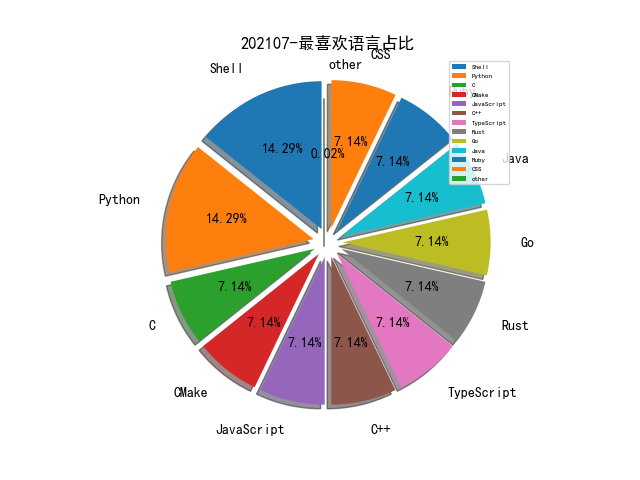 202107-最喜欢语言占比
CSS
other
Shell
Python
C
CMake
JavaScript
C++
TypeScript
Rust
Go
Java
14.29%
14.29%
7.14%
7.14%
7.14%
7.14%
7.14%
7.14%
7.14%
7.14%
7.14%
7.14%
0.02%
Shell
Python
C
CMake
JavaScript
C++
TypeScript
Rust
Go
Java
Ruby
CSS
other